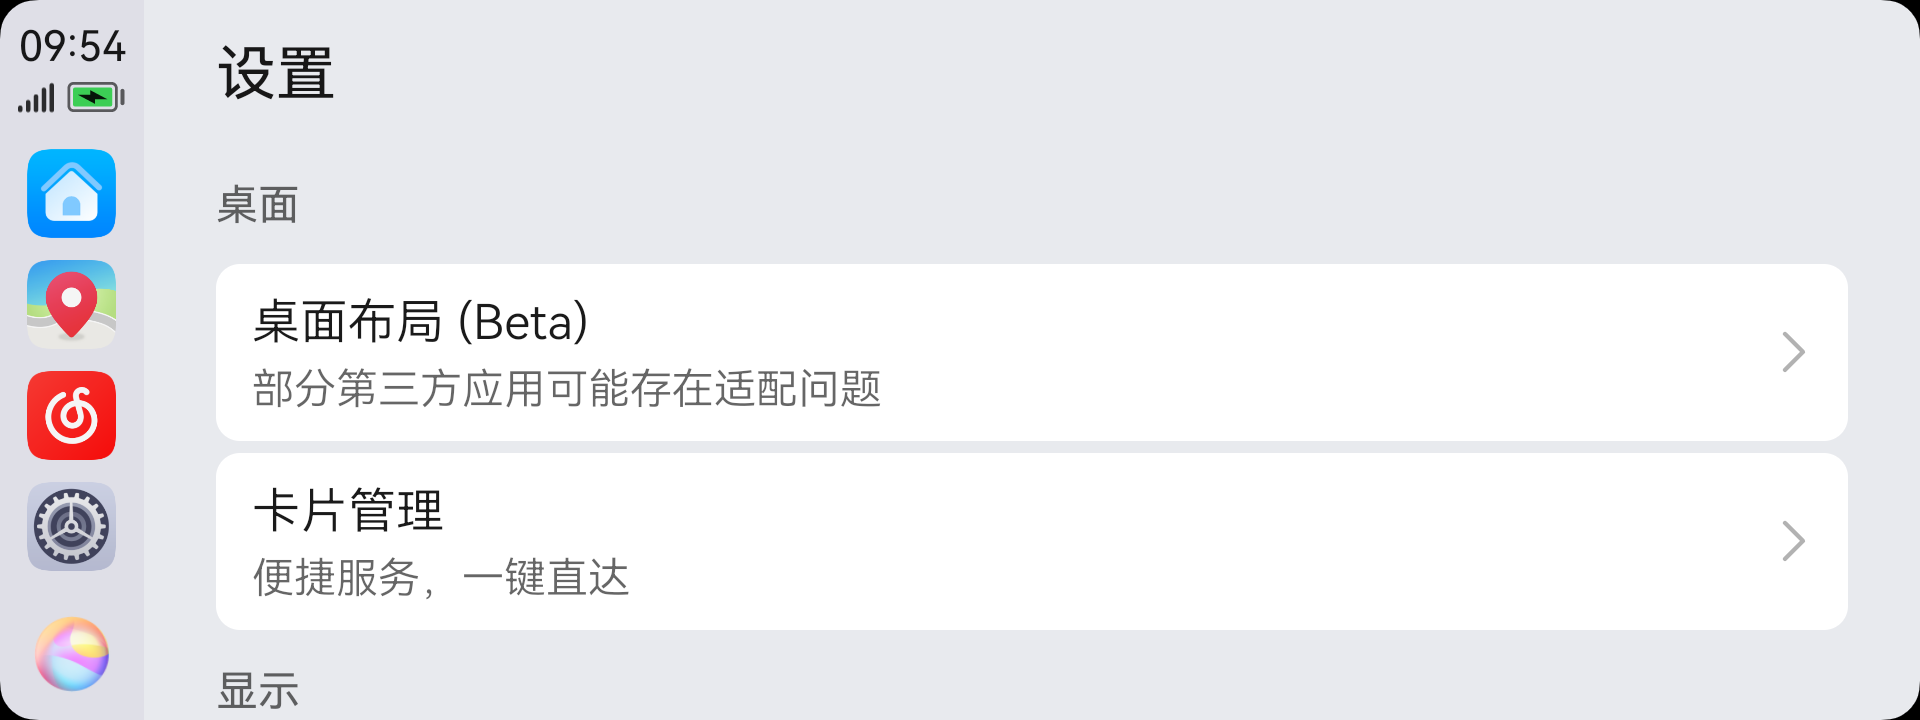 09:54
设置
桌面
桌面布局 (Beta)
部分第三方应用可能存在适配问题
卡片管理
便捷服务，一键直达
显示